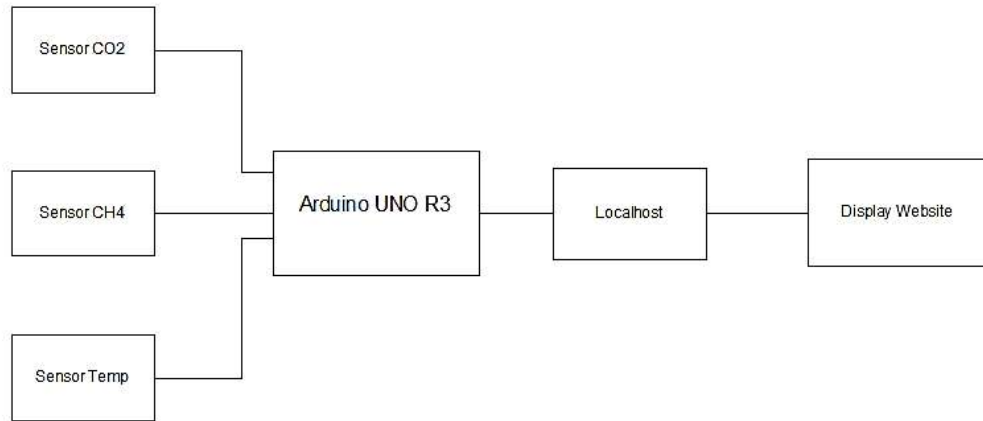 Sensor CO2
Sensor CH4
Sensor Temp
Arduino UNO R3
Localhost
Display Website